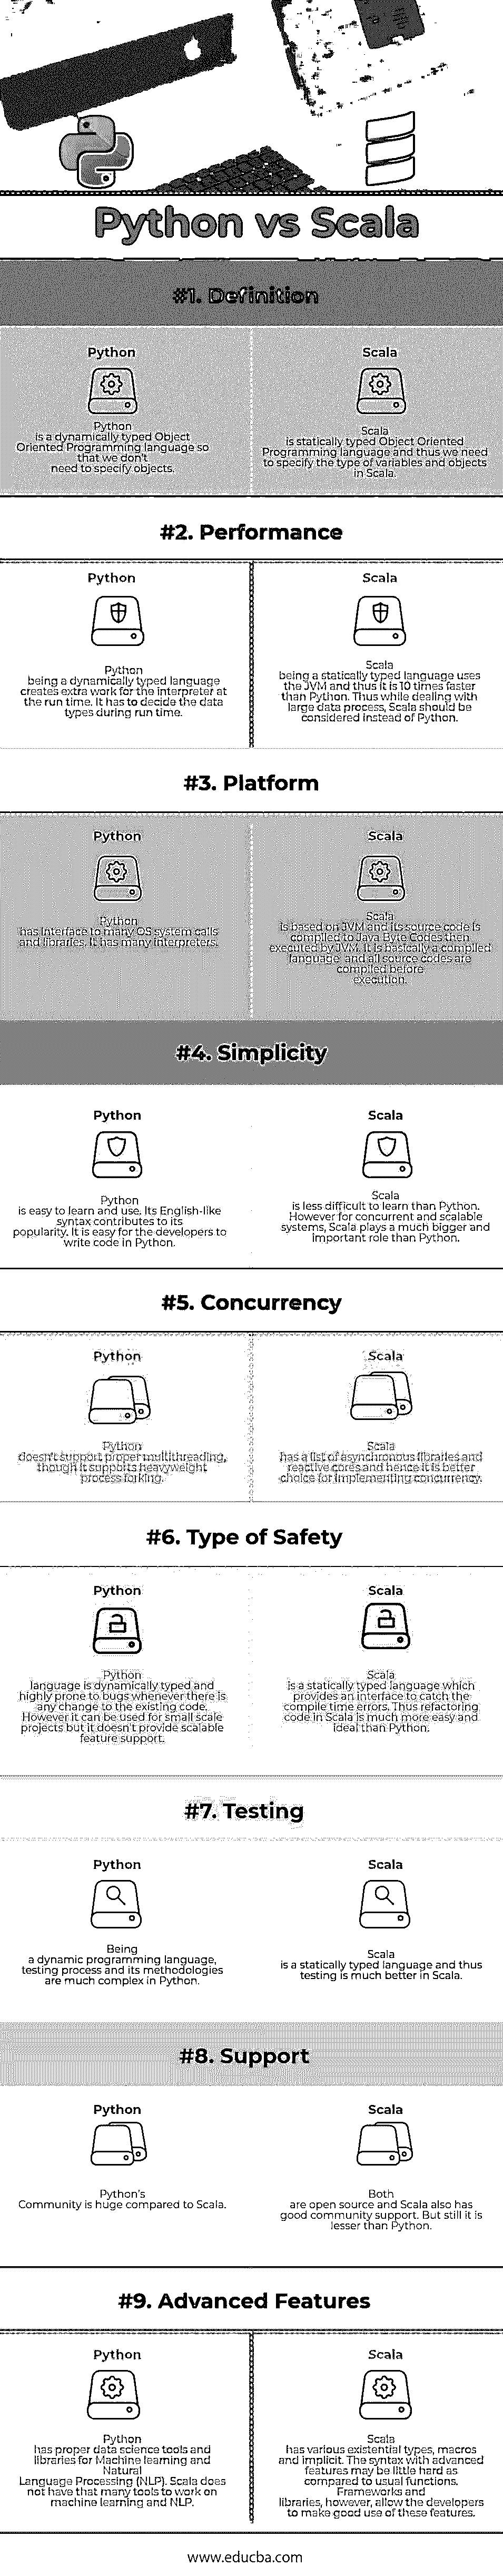 Python vs Scala
#1. Definition
Python
Scala
Python
is a dynamically typed Object
Oriented Programming language so
that we don't
need to specify objects.
Scala
is statically typed Object Oriented
Programming language and thus we need
to specify the type of variables and objects
in Scala.
#2. Performance
Python
Scala
Python
being a dynamically typed language
creates extra work for the interpreter at
the run time. It has to decide the data
types during run time.
Scala
being a statically typed language uses
the JVM and thus it is 10 times faster
than Python. Thus while dealing with
large data process, Scala should be
considered instead of Python.
#3. Platform
Python
Scala
Python
has interface to many OS system calls
and libraries. It has many interpreters.
Scala
is based on JVM and its source code is
compiled to Java Byte Codes then
executed by JVM. It is basically a compiled
language and all source codes are
compiled before
execution.
#4. Simplicity
Python
Scala
Python
is easy to learn and use. Its English-like
syntax contributes to its
popularity. It is easy for the developers to
write code in Python.
Scala
is less difficult to learn than Python.
However for concurrent and scalable
systems, Scala plays a much bigger and
important role than Python.
#5. Concurrency
Python
Scala
Python
doesn't support proper multithreading,
though it supports heavyweight
process forking.
Scala
has a list of asynchronous libraries and
reactive cores and hence it is better
choice for implementing concurrency.
#6. Type of Safety
Python
Scala
Python
language is dynamically typed and
highly prone to bugs whenever there is
any change to the existing code.
However it can be used for small scale
projects but it doesn't provide scalable
feature support.
Scala
is a statically typed language which
provides an interface to catch the
compile time errors. Thus refactoring
code in Scala is much more easy and
ideal than Python.
#7. Testing
Python
Scala
Being
a dynamic programming language,
testing process and its methodologies
are much complex in Python.
Scala
is a statically typed language and thus
testing is much better in Scala.
#8. Support
Python
Scala
Python's
Community is huge compared to Scala.
Both
are open source and Scala also has
good community support. But still it is
lesser than Python.
#9. Advanced Features
Python
Scala
Python
has proper data science tools and
libraries for Machine learning and
Natural
Language Processing (NLP). Scala does
not have that many tools to work on
machine learning and NLP.
Scala
has various existential types, macros
and implicit. The syntax with advanced
features may be little hard as
compared to usual functions.
Frameworks and
libraries, however, allow the developers
to make good use of these features.
www.educba.com